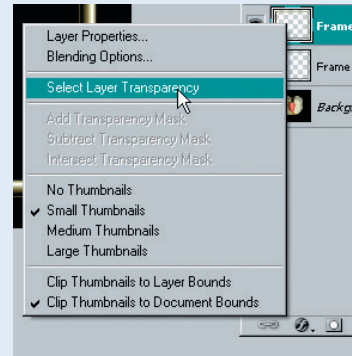 Layer Properties...
Blending Options...
Select Layer Transparency
Add Transparency Mask
Subtract Transparency Mask
Intersect Transparency Mask
No Thumbnails
Small Thumbnails
Medium Thumbnails
Large Thumbnails
Clip Thumbnails to Layer Bounds
Clip Thumbnails to Document Bounds
Frame
Frame
Backg